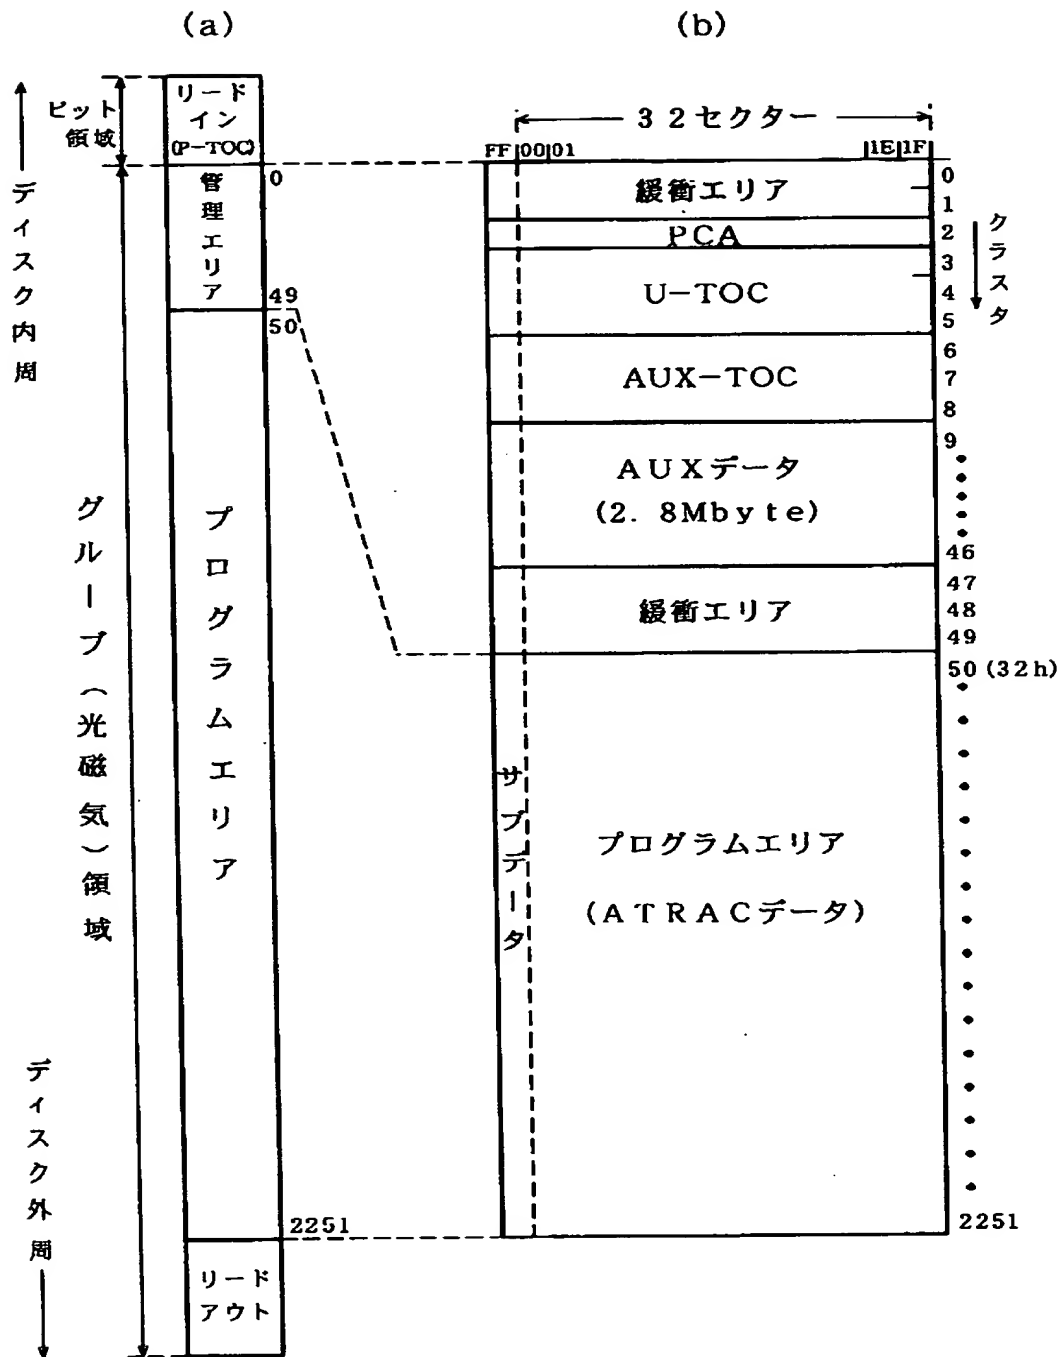 (a)
(b)
ピット
領域
リード
イン
(P-TOC)
管理エリア
0
49
50
プログラムエリア
2251
リード
アウト
ディスク内周
グルーブ(光磁気)領域
ディスク外周
32セクター
FF 00 01 1E 1F
緩衝エリア
PCA
U-TOC
AUX-TOC
AUXデータ
(2. 8Mbyte)
緩衝エリア
サブデータ
プログラムエリア
(ATRACデータ)
0
1
2
3
4
5
6
7
8
9
46
47
48
49
50 (32h)
2251
クラスタ